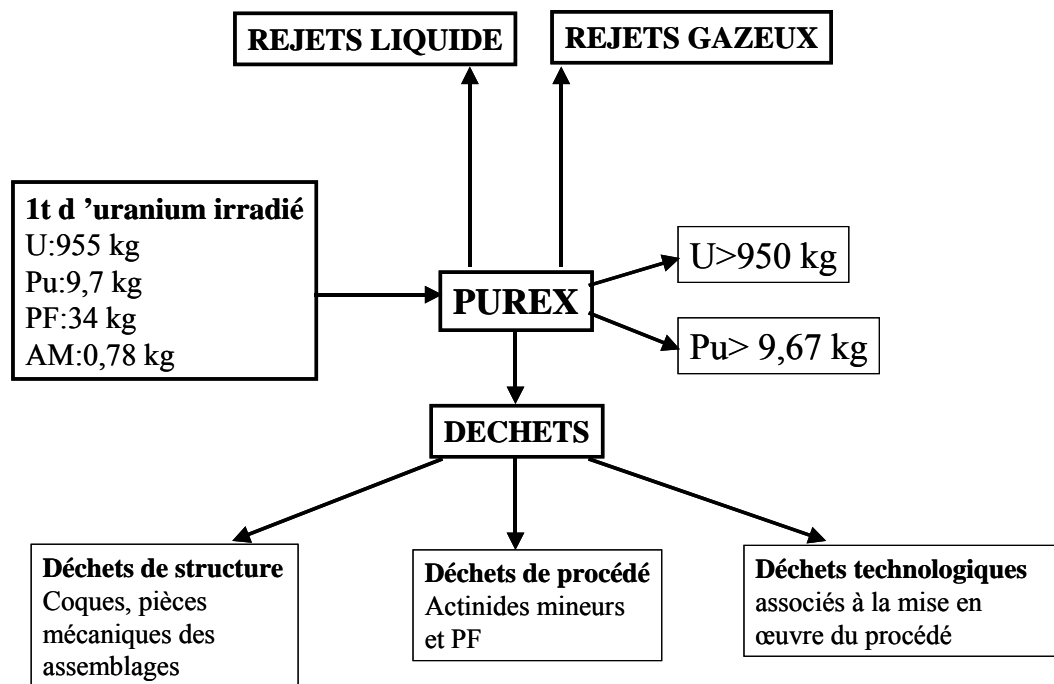 REJETS LIQUIDE
REJETS GAZEUX
1t d ’uranium irradié
U:955 kg
Pu:9,7 kg
PF:34 kg
AM:0,78 kg
PUREX
U>950 kg
Pu> 9,67 kg
DECHETS
Déchets de structure
Coques, pièces
mécaniques des
assemblages
Déchets de procédé
Actinides mineurs
et PF
Déchets technologiques
associés à la mise en
œuvre du procédé